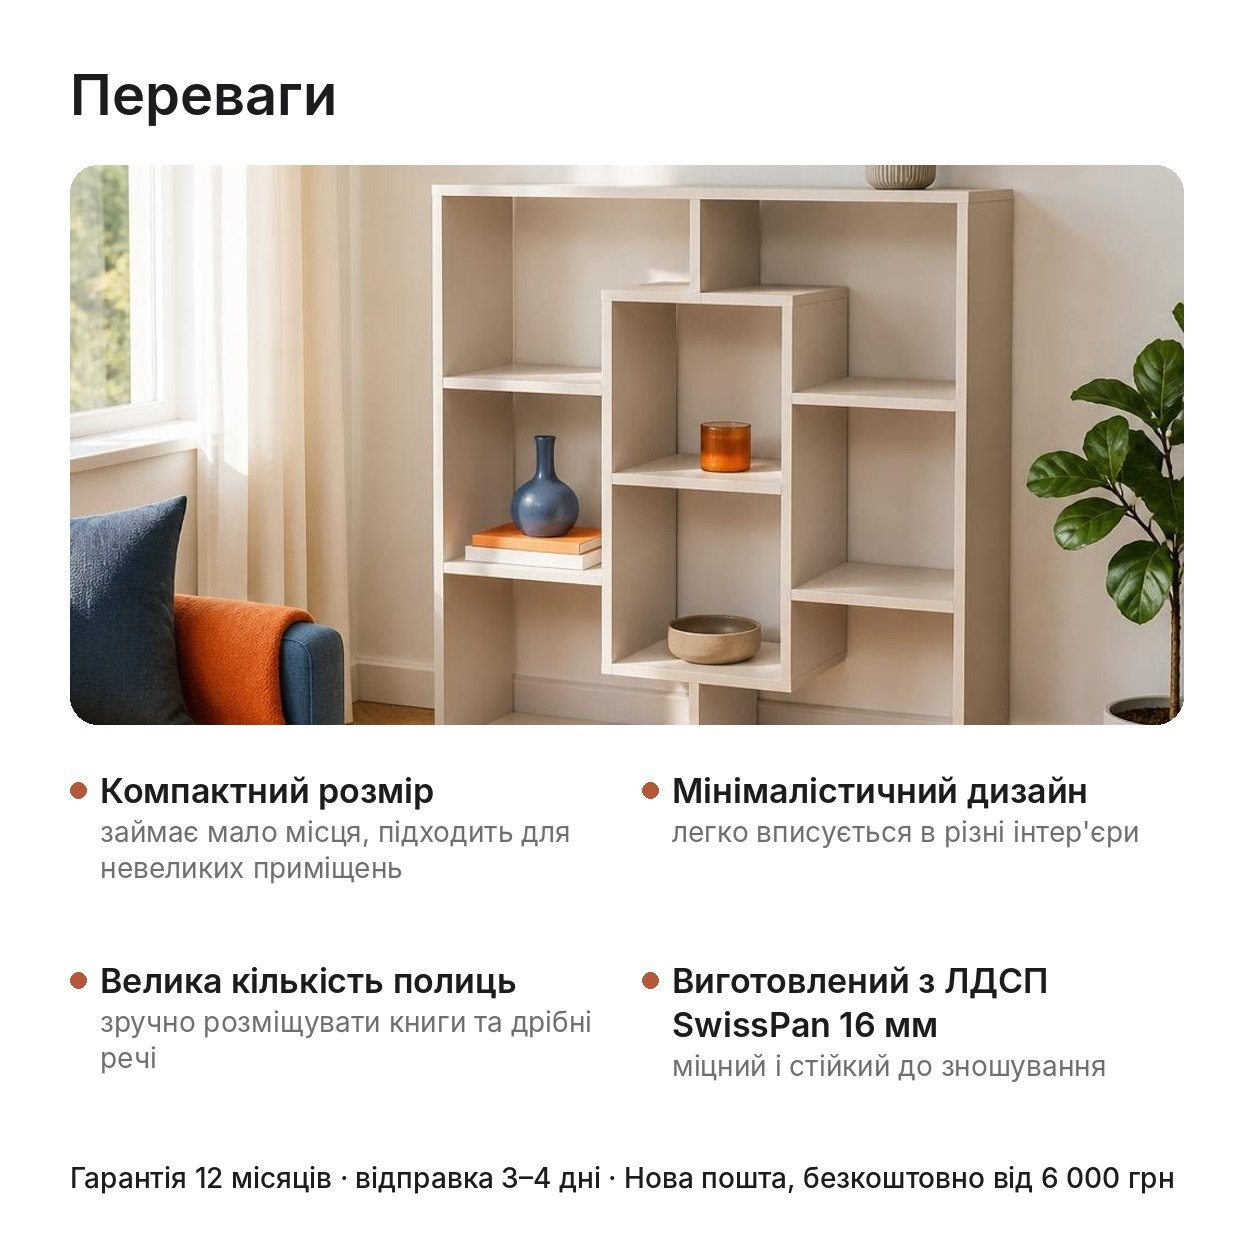 Переваги
Компактний розмір
займає мало місця, підходить для
невеликих приміщень
Мінімалістичний дизайн
легко вписується в різні інтер'єри
Велика кількість полиць
зручно розміщувати книги та дрібні
речі
Виготовлений з ЛДСП
SwissPan 16 мм
міцний і стійкий до зношування
Гарантія 12 місяців · відправка 3–4 дні · Нова пошта, безкоштовно від 6 000 грн